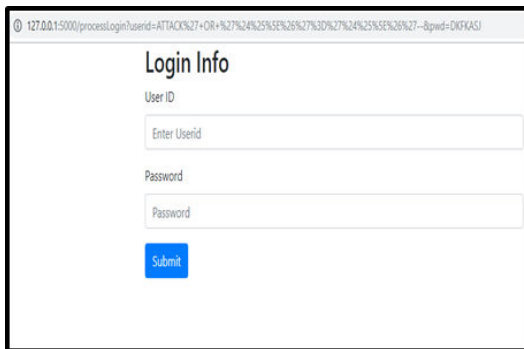 127.0.0.1:5000/processLogin?userid=ATTACK%27+OR+%27%24%25%5E%26%27%3D%27%24%25%5E%26%27--&pwd=DKFKASJ
Login Info
User ID
Enter Userid
Password
Password
Submit